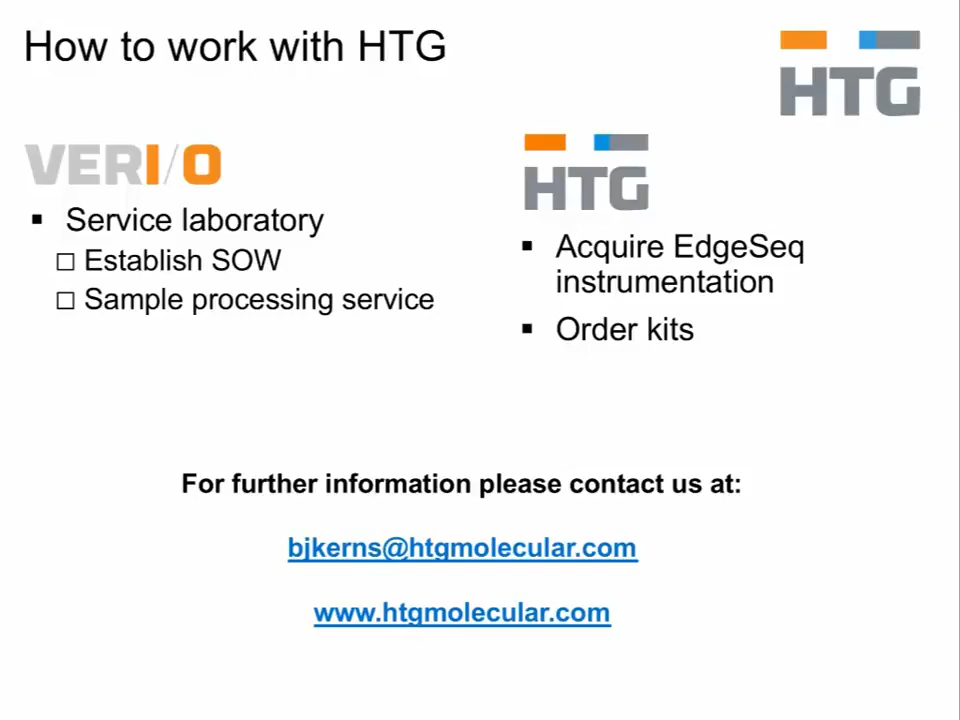 How to work with HTG
HTG
VERI/O
Service laboratory
Establish SOW
Sample processing service
HTG
Acquire EdgeSeq
instrumentation
Order kits
For further information please contact us at:
bjkerns@htgmolecular.com
www.htgmolecular.com